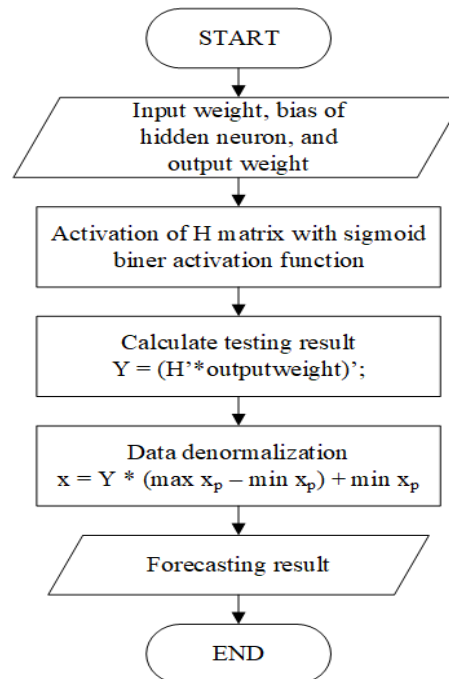 START
Input weight, bias of
hidden neuron, and
output weight
Activation of H matrix with sigmoid
biner activation function
Calculate testing result
Y = (H’*outputweight)’;
Data denormalization
x = Y * (max xₚ – min xₚ) + min xₚ
Forecasting result
END